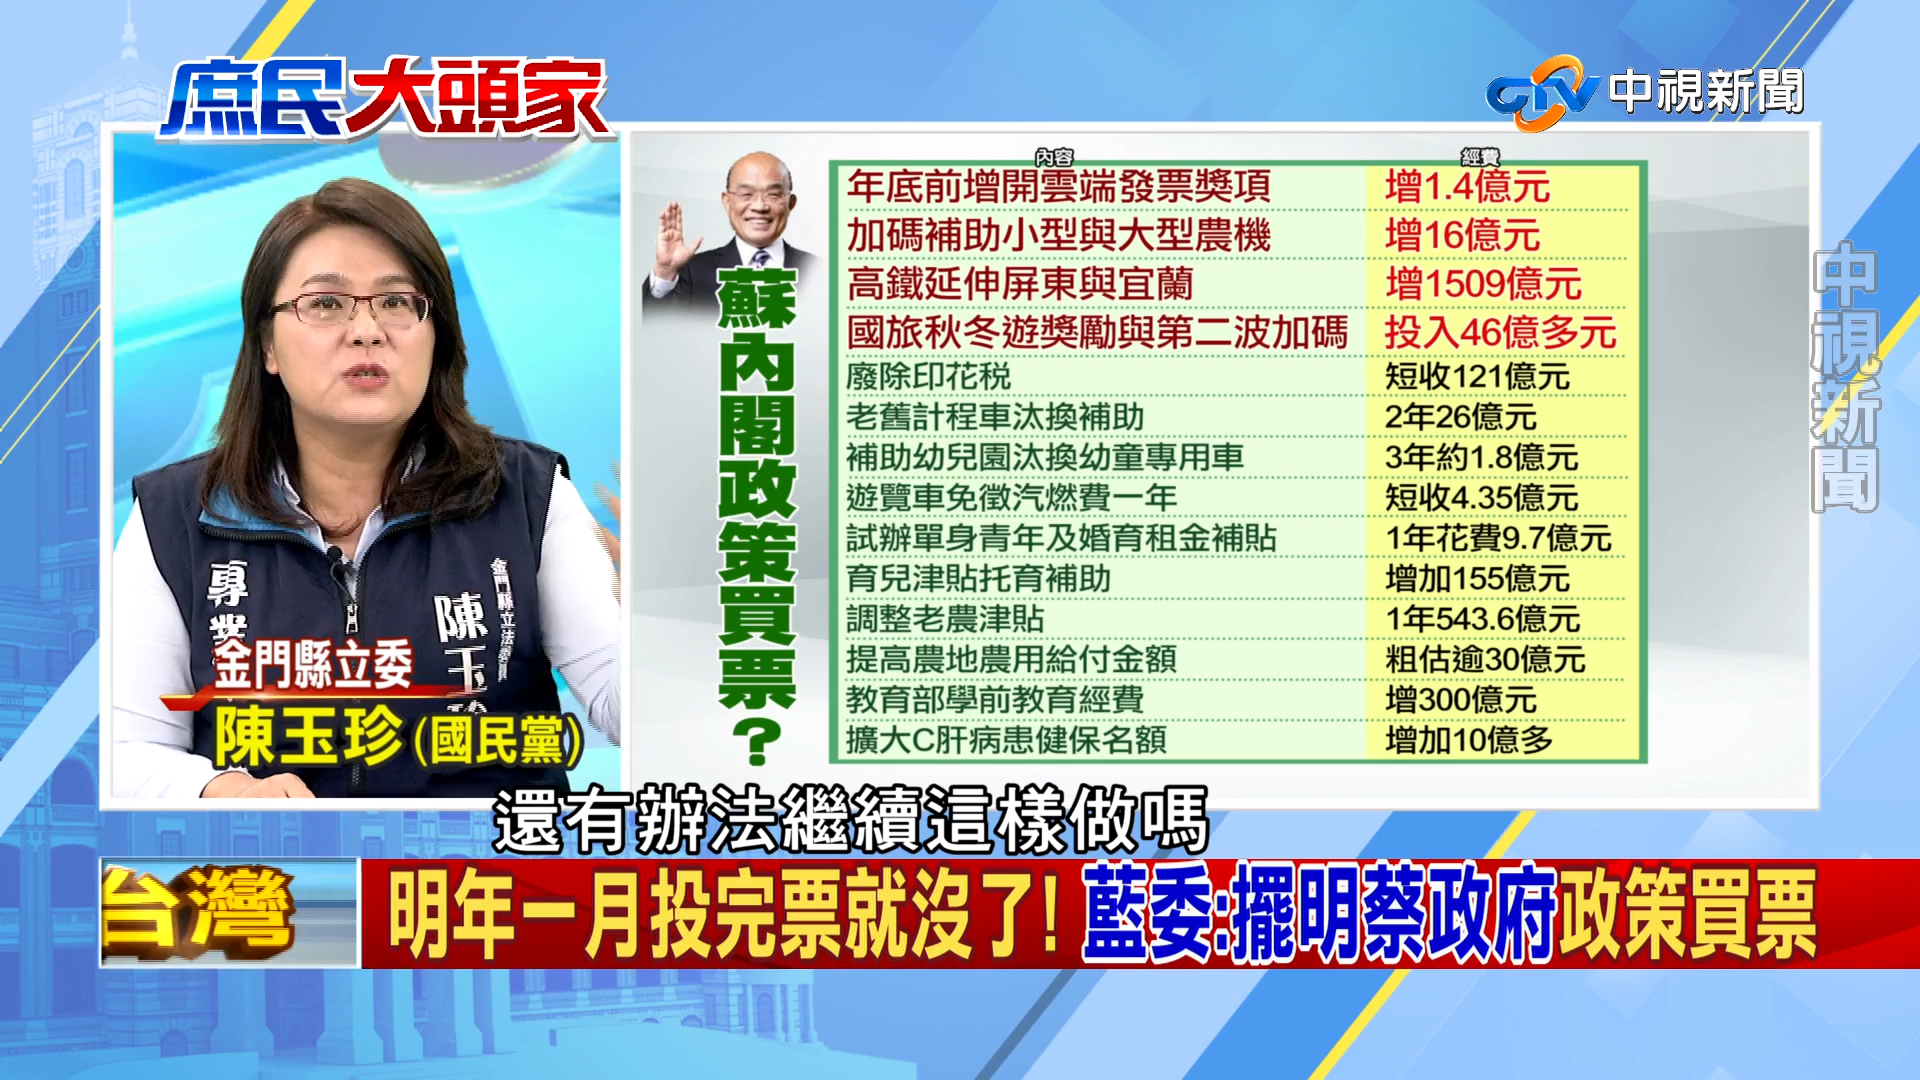 庶民大頭家
CTV中視新聞
中視新聞
蘇內閣政策買票?
內容 經費
年底前增開雲端發票獎項 增1.4億元
加碼補助小型與大型農機 增16億元
高鐵延伸屏東與宜蘭 增1509億元
國旅秋冬遊獎勵與第二波加碼 投入46億多元
廢除印花稅 短收121億元
老舊計程車汰換補助 2年26億元
補助幼兒園汰換幼童專用車 3年約1.8億元
遊覽車免徵汽燃費一年 短收4.35億元
試辦單身青年及婚育租金補貼 1年花費9.7億元
育兒津貼托育補助 增加155億元
調整老農津貼 1年543.6億元
提高農地農用給付金額 粗估逾30億元
教育部學前教育經費 增300億元
擴大C肝病患健保名額 增加10億多
專業
金門縣立法委員
陳玉珍
金門縣立委
陳玉珍(國民黨)
還有辦法繼續這樣做嗎
台灣
明年一月投完票就沒了! 藍委:擺明蔡政府政策買票